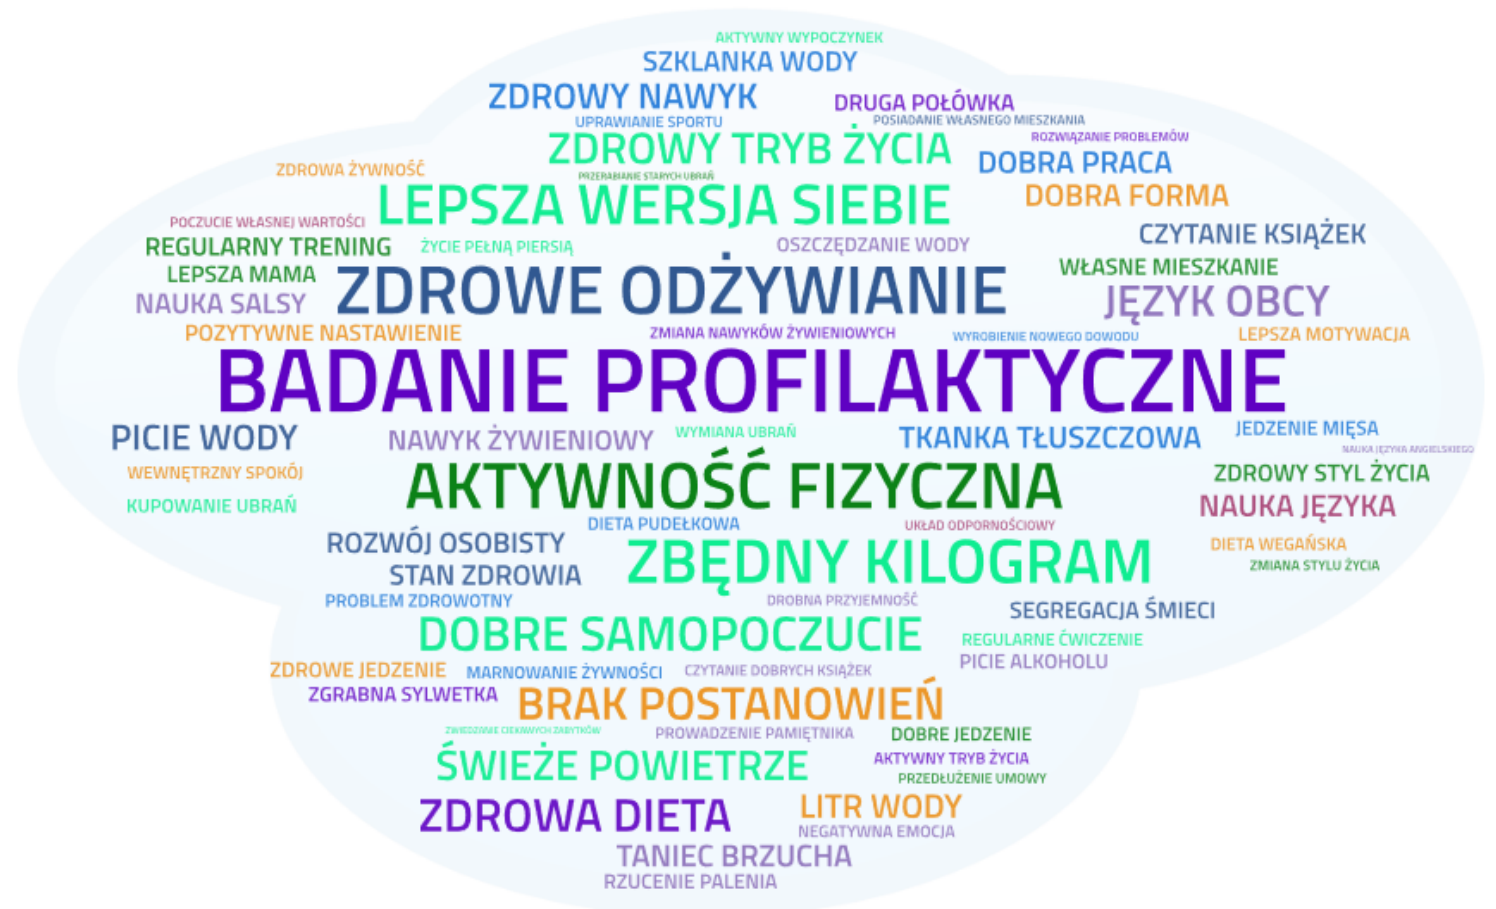 AKTYWNY WYPOCZYNEK
SZKLANKA WODY
ZDROWY NAWYK
DRUGA POŁÓWKA
UPRAWIANIE SPORTU
POSIADANIE WŁASNEGO MIESZKANIA
ZDROWY TRYB ŻYCIA
ROZWIĄZANIE PROBLEMÓW
DOBRA PRACA
ZDROWA ŻYWNOŚĆ
PRZERABIANIE STARYCH UBRAŃ
LEPSZA WERSJA SIEBIE
DOBRA FORMA
POCZUCIE WŁASNEJ WARTOŚCI
CZYTANIE KSIĄŻEK
REGULARNY TRENING
ŻYCIE PEŁNĄ PIERSIĄ
OSZCZĘDZANIE WODY
LEPSZA MAMA
ZDROWE ODŻYWIANIE
WŁASNE MIESZKANIE
NAUKA SALSY
JĘZYK OBCY
POZYTYWNE NASTAWIENIE
ZMIANA NAWYKÓW ŻYWIENIOWYCH
WYROBIENIE NOWEGO DOWODU
LEPSZA MOTYWACJA
BADANIE PROFILAKTYCZNE
PICIE WODY
NAWYK ŻYWIENIOWY
WYMIANA UBRAŃ
TKANKA TŁUSZCZOWA
JEDZENIE MIĘSA
NAUKA JĘZYKA ANGIELSKIEGO
WEWNĘTRZNY SPOKÓJ
AKTYWNOŚĆ FIZYCZNA
ZDROWY STYL ŻYCIA
KUPOWANIE UBRAŃ
NAUKA JĘZYKA
DIETA PUDEŁKOWA
UKŁAD ODPORNOŚCIOWY
ROZWÓJ OSOBISTY
ZBĘDNY KILOGRAM
DIETA WEGAŃSKA
STAN ZDROWIA
ZMIANA STYLU ŻYCIA
PROBLEM ZDROWOTNY
DROBNA PRZYJEMNOŚĆ
SEGREGACJA ŚMIECI
DOBRE SAMOPOCZUCIE
REGULARNE ĆWICZENIE
PICIE ALKOHOLU
ZDROWE JEDZENIE
MARNOWANIE ŻYWNOŚCI
CZYTANIE DOBRYCH KSIĄŻEK
ZGRABNA SYLWETKA
BRAK POSTANOWIEŃ
ZWIEDZANIE CIEKAWYCH ZABYTKÓW
PROWADZENIE PAMIĘTNIKA
DOBRE JEDZENIE
ŚWIEŻE POWIETRZE
AKTYWNY TRYB ŻYCIA
PRZEDŁUŻENIE UMOWY
ZDROWA DIETA
LITR WODY
NEGATYWNA EMOCJA
TANIEC BRZUCHA
RZUCENIE PALENIA